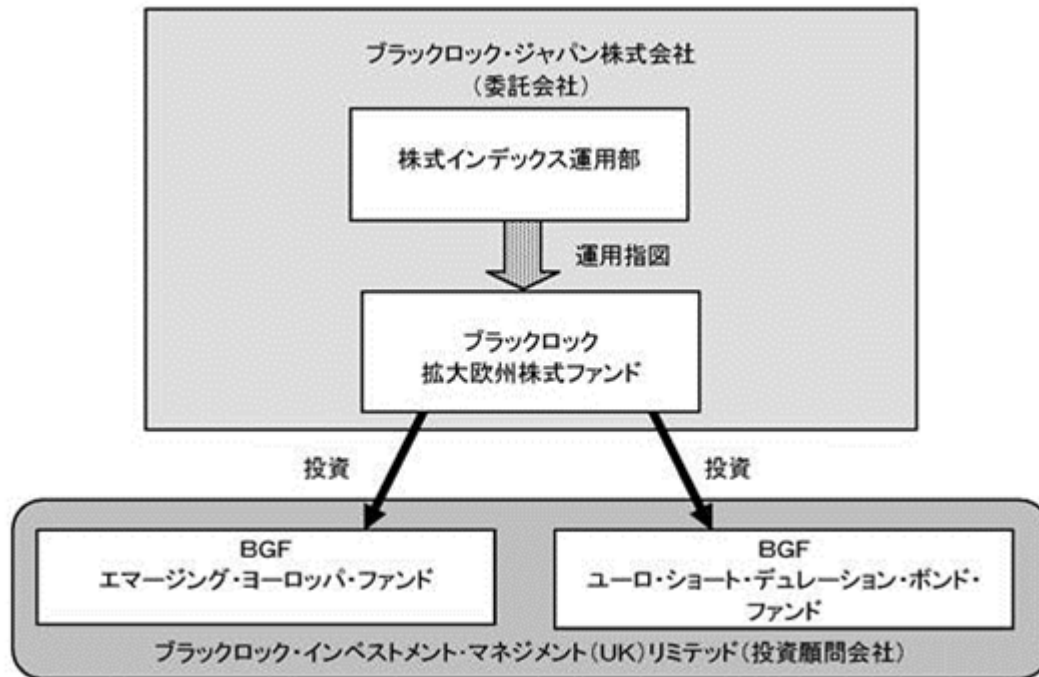 ブラックロック・ジャパン株式会社
（委託会社）
株式インデックス運用部
運用指図
ブラックロック
拡大欧州株式ファンド
投資
投資
BGF
エマージング・ヨーロッパ・ファンド
BGF
ユーロ・ショート・デュレーション・ボンド・
ファンド
ブラックロック・インベストメント・マネジメント（UK）リミテッド（投資顧問会社）